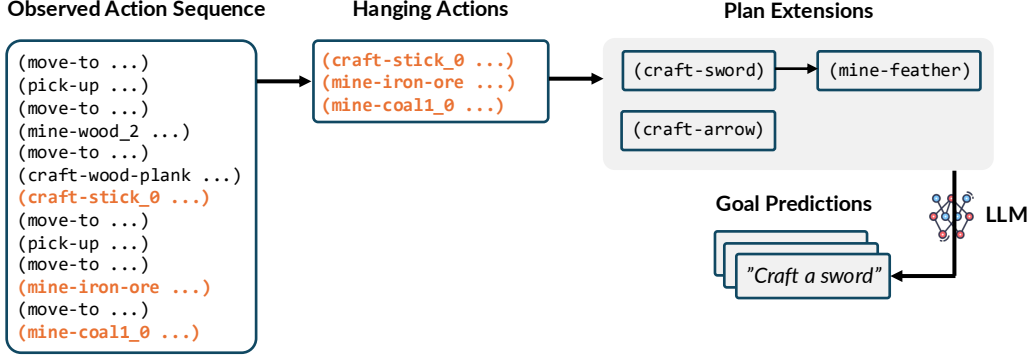 Observed Action Sequence
(move-to ...)
(pick-up ...)
(move-to ...)
(mine-wood_2 ...)
(move-to ...)
(craft-wood-plank ...)
(craft-stick_0 ...)
(move-to ...)
(pick-up ...)
(move-to ...)
(mine-iron-ore ...)
(move-to ...)
(mine-coal1_0 ...)
Hanging Actions
(craft-stick_0 ...)
(mine-iron-ore ...)
(mine-coal1_0 ...)
Plan Extensions
(craft-sword)
(mine-feather)
(craft-arrow)
LLM
Goal Predictions
”Craft a sword”